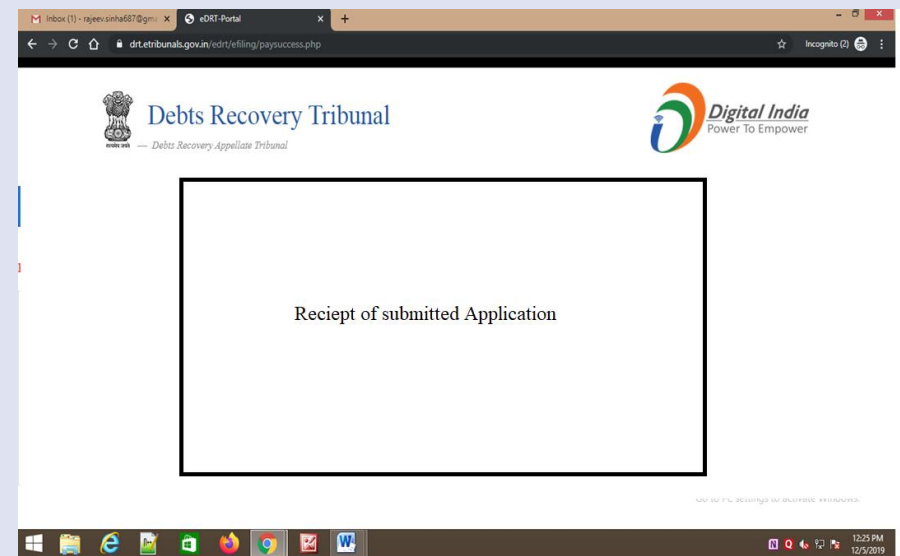 Inbox (1) - rajeev.sinha687@gm
eDRT-Portal
drt.etribunals.gov.in/edrt/efiling/paysuccess.php
Incognito (2)
Debts Recovery Tribunal
— Debts Recovery Appellate Tribunal
Digital India
Power To Empower
Reciept of submitted Application
Go to PC settings to activate Windows.
12:25 PM
12/5/2019